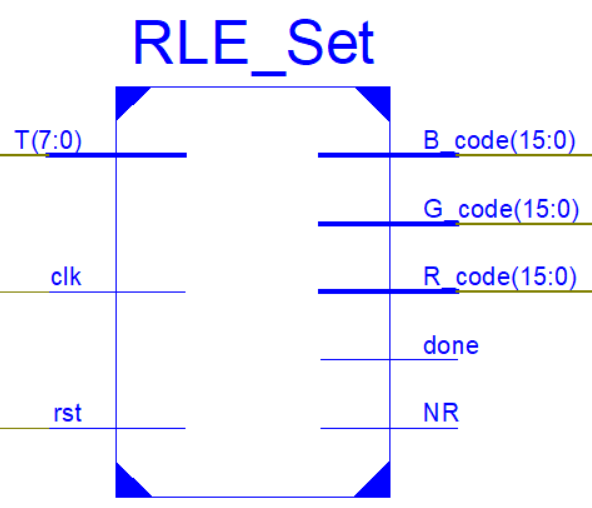 RLE_Set
T(7:0)
B_code(15:0)
G_code(15:0)
clk
R_code(15:0)
done
rst
NR